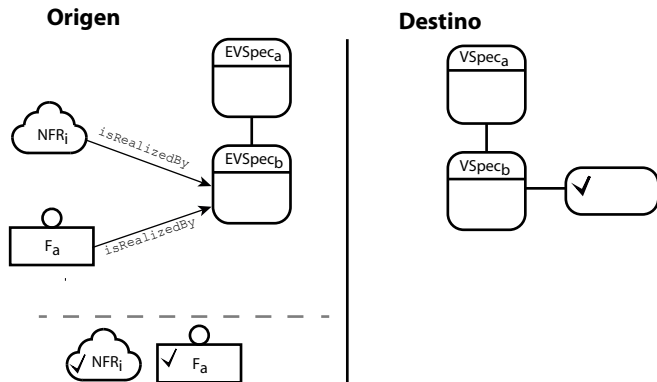 Origen
EVSpeca
NFRi
isRealizedBy
EVSpecb
Fa
isRealizedBy
NFRi
Fa
Destino
VSpeca
VSpecb